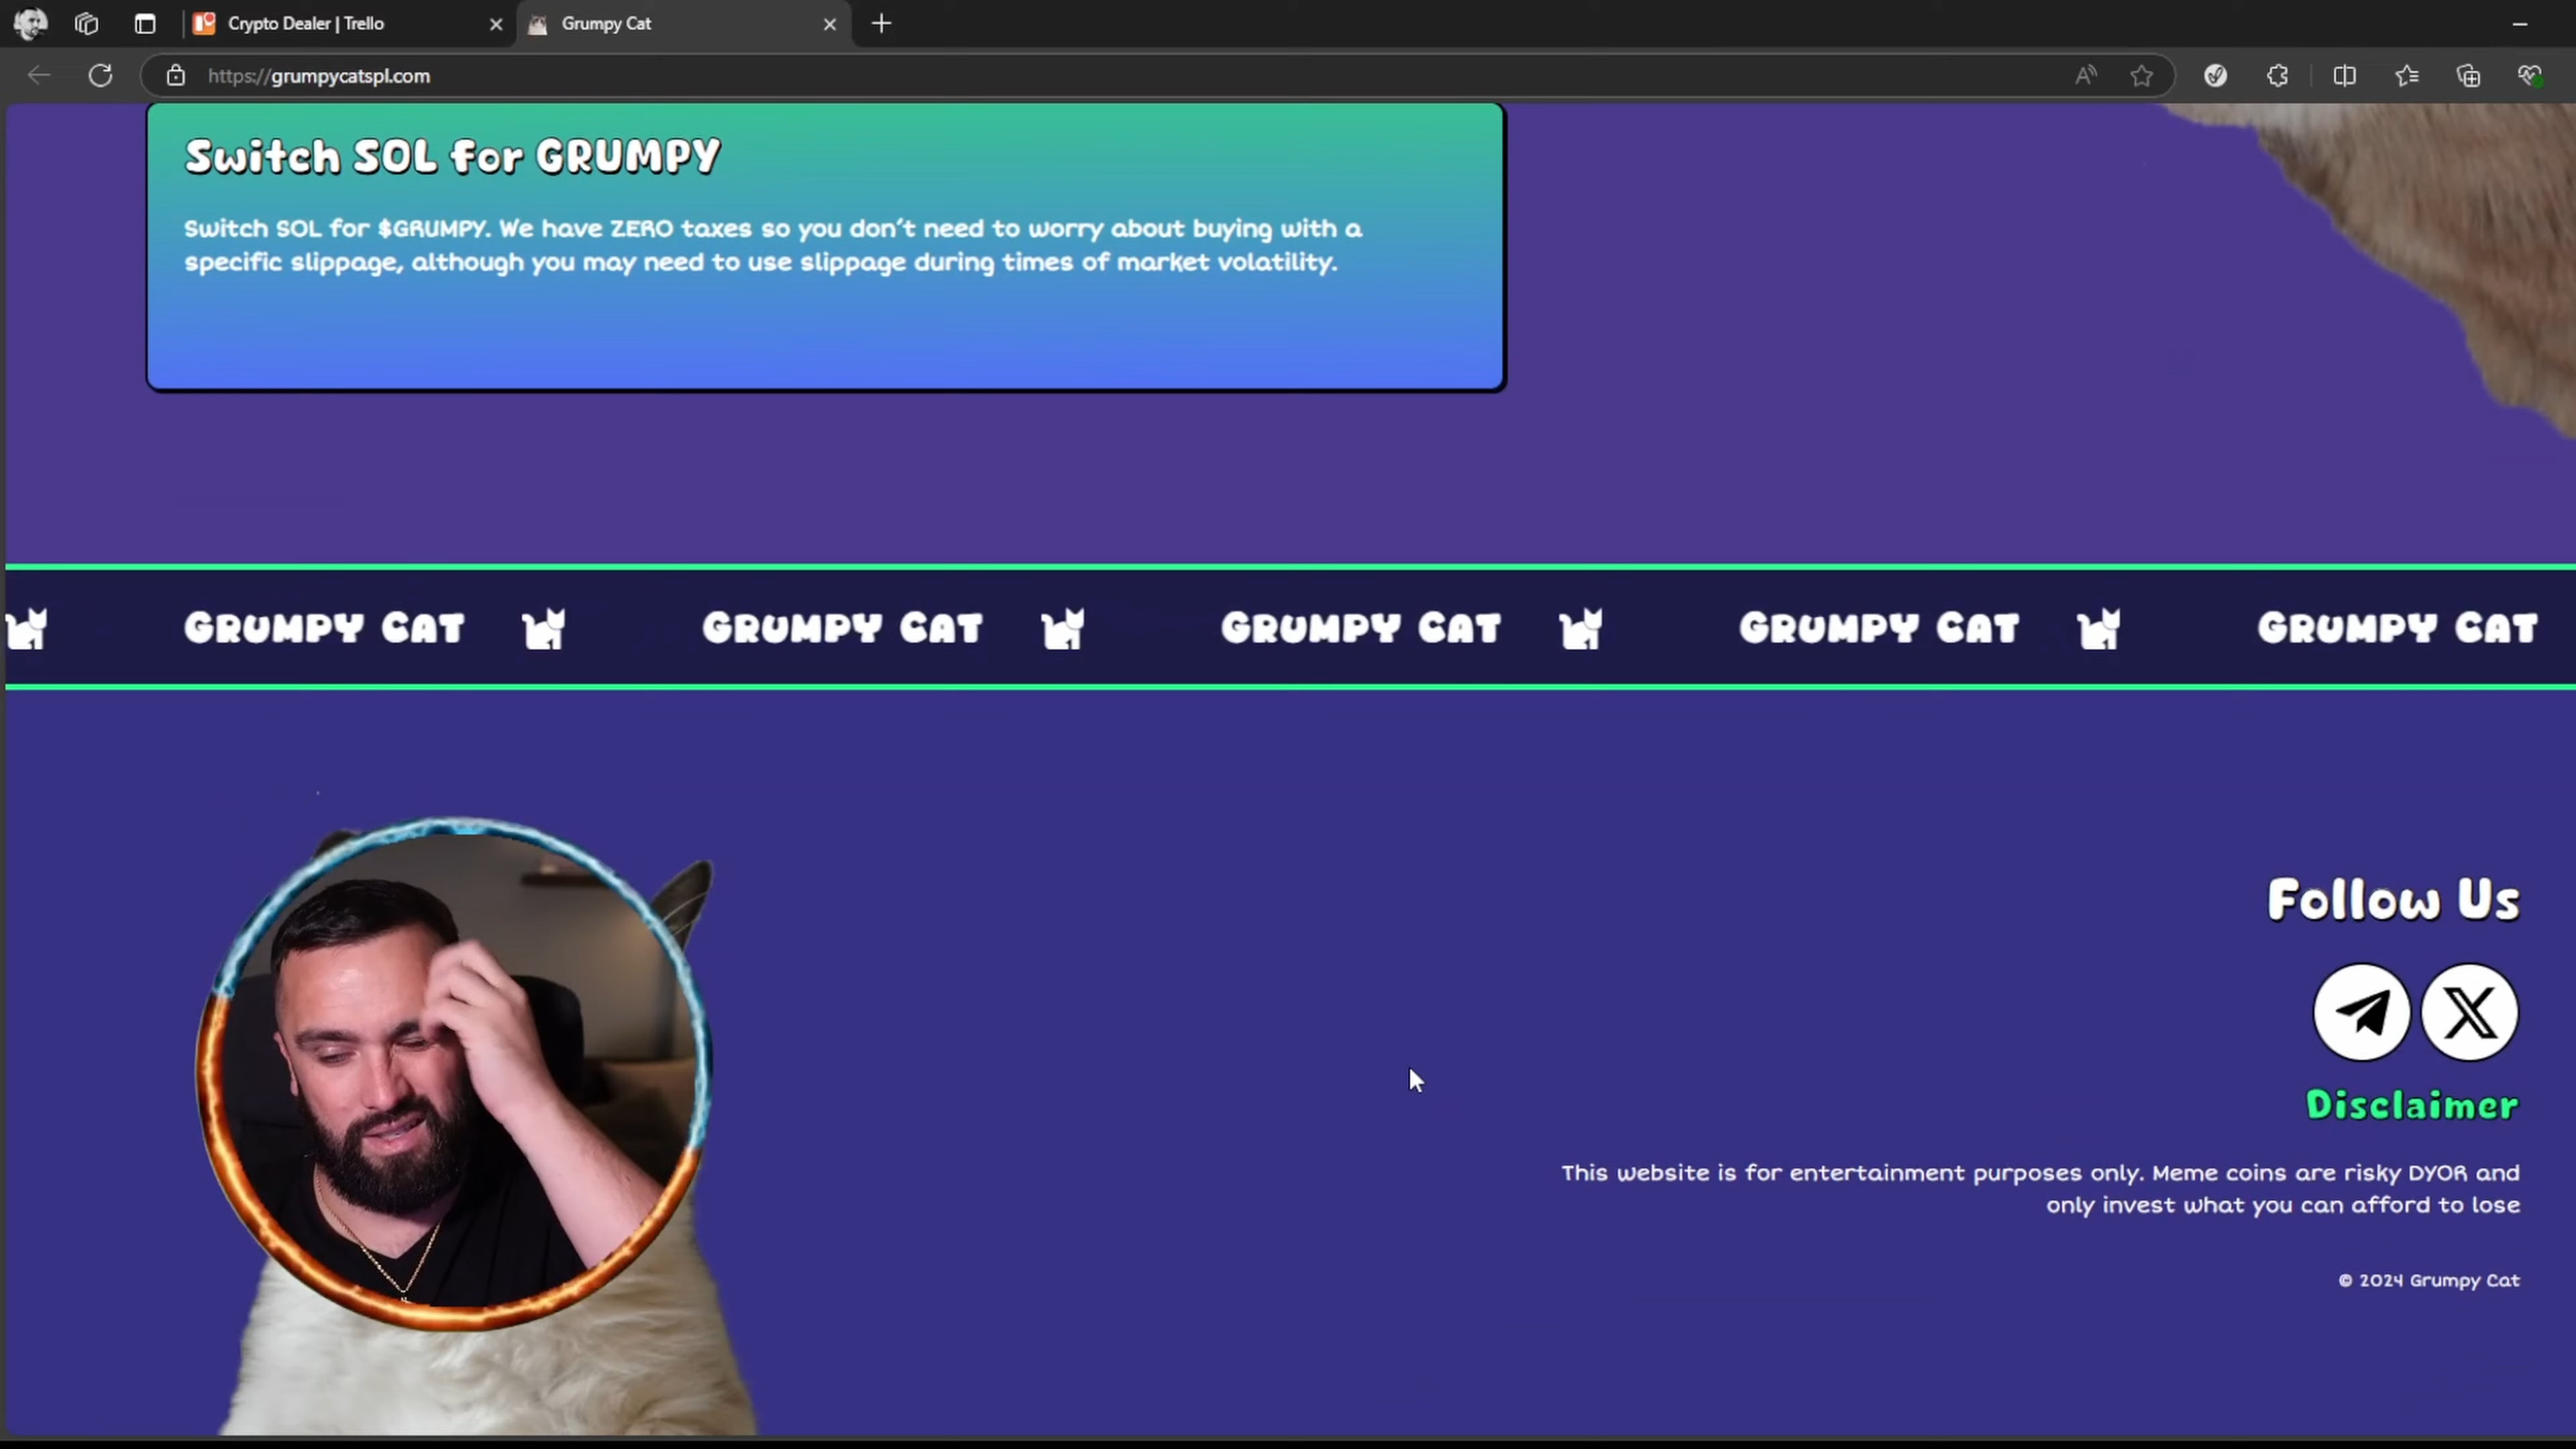 Crypto Dealer | Trello
Grumpy Cat
https://grumpycatspl.com
Switch SOL for GRUMPY
Switch SOL for $GRUMPY. We have ZERO taxes so you don't need to worry about buying with a
specific slippage, although you may need to use slippage during times of market volatility.
GRUMPY CAT GRUMPY CAT GRUMPY CAT GRUMPY CAT GRUMPY CAT
Follow Us
Disclaimer
This website is for entertainment purposes only. Meme coins are risky DYOR and
only invest what you can afford to lose
© 2024 Grumpy Cat